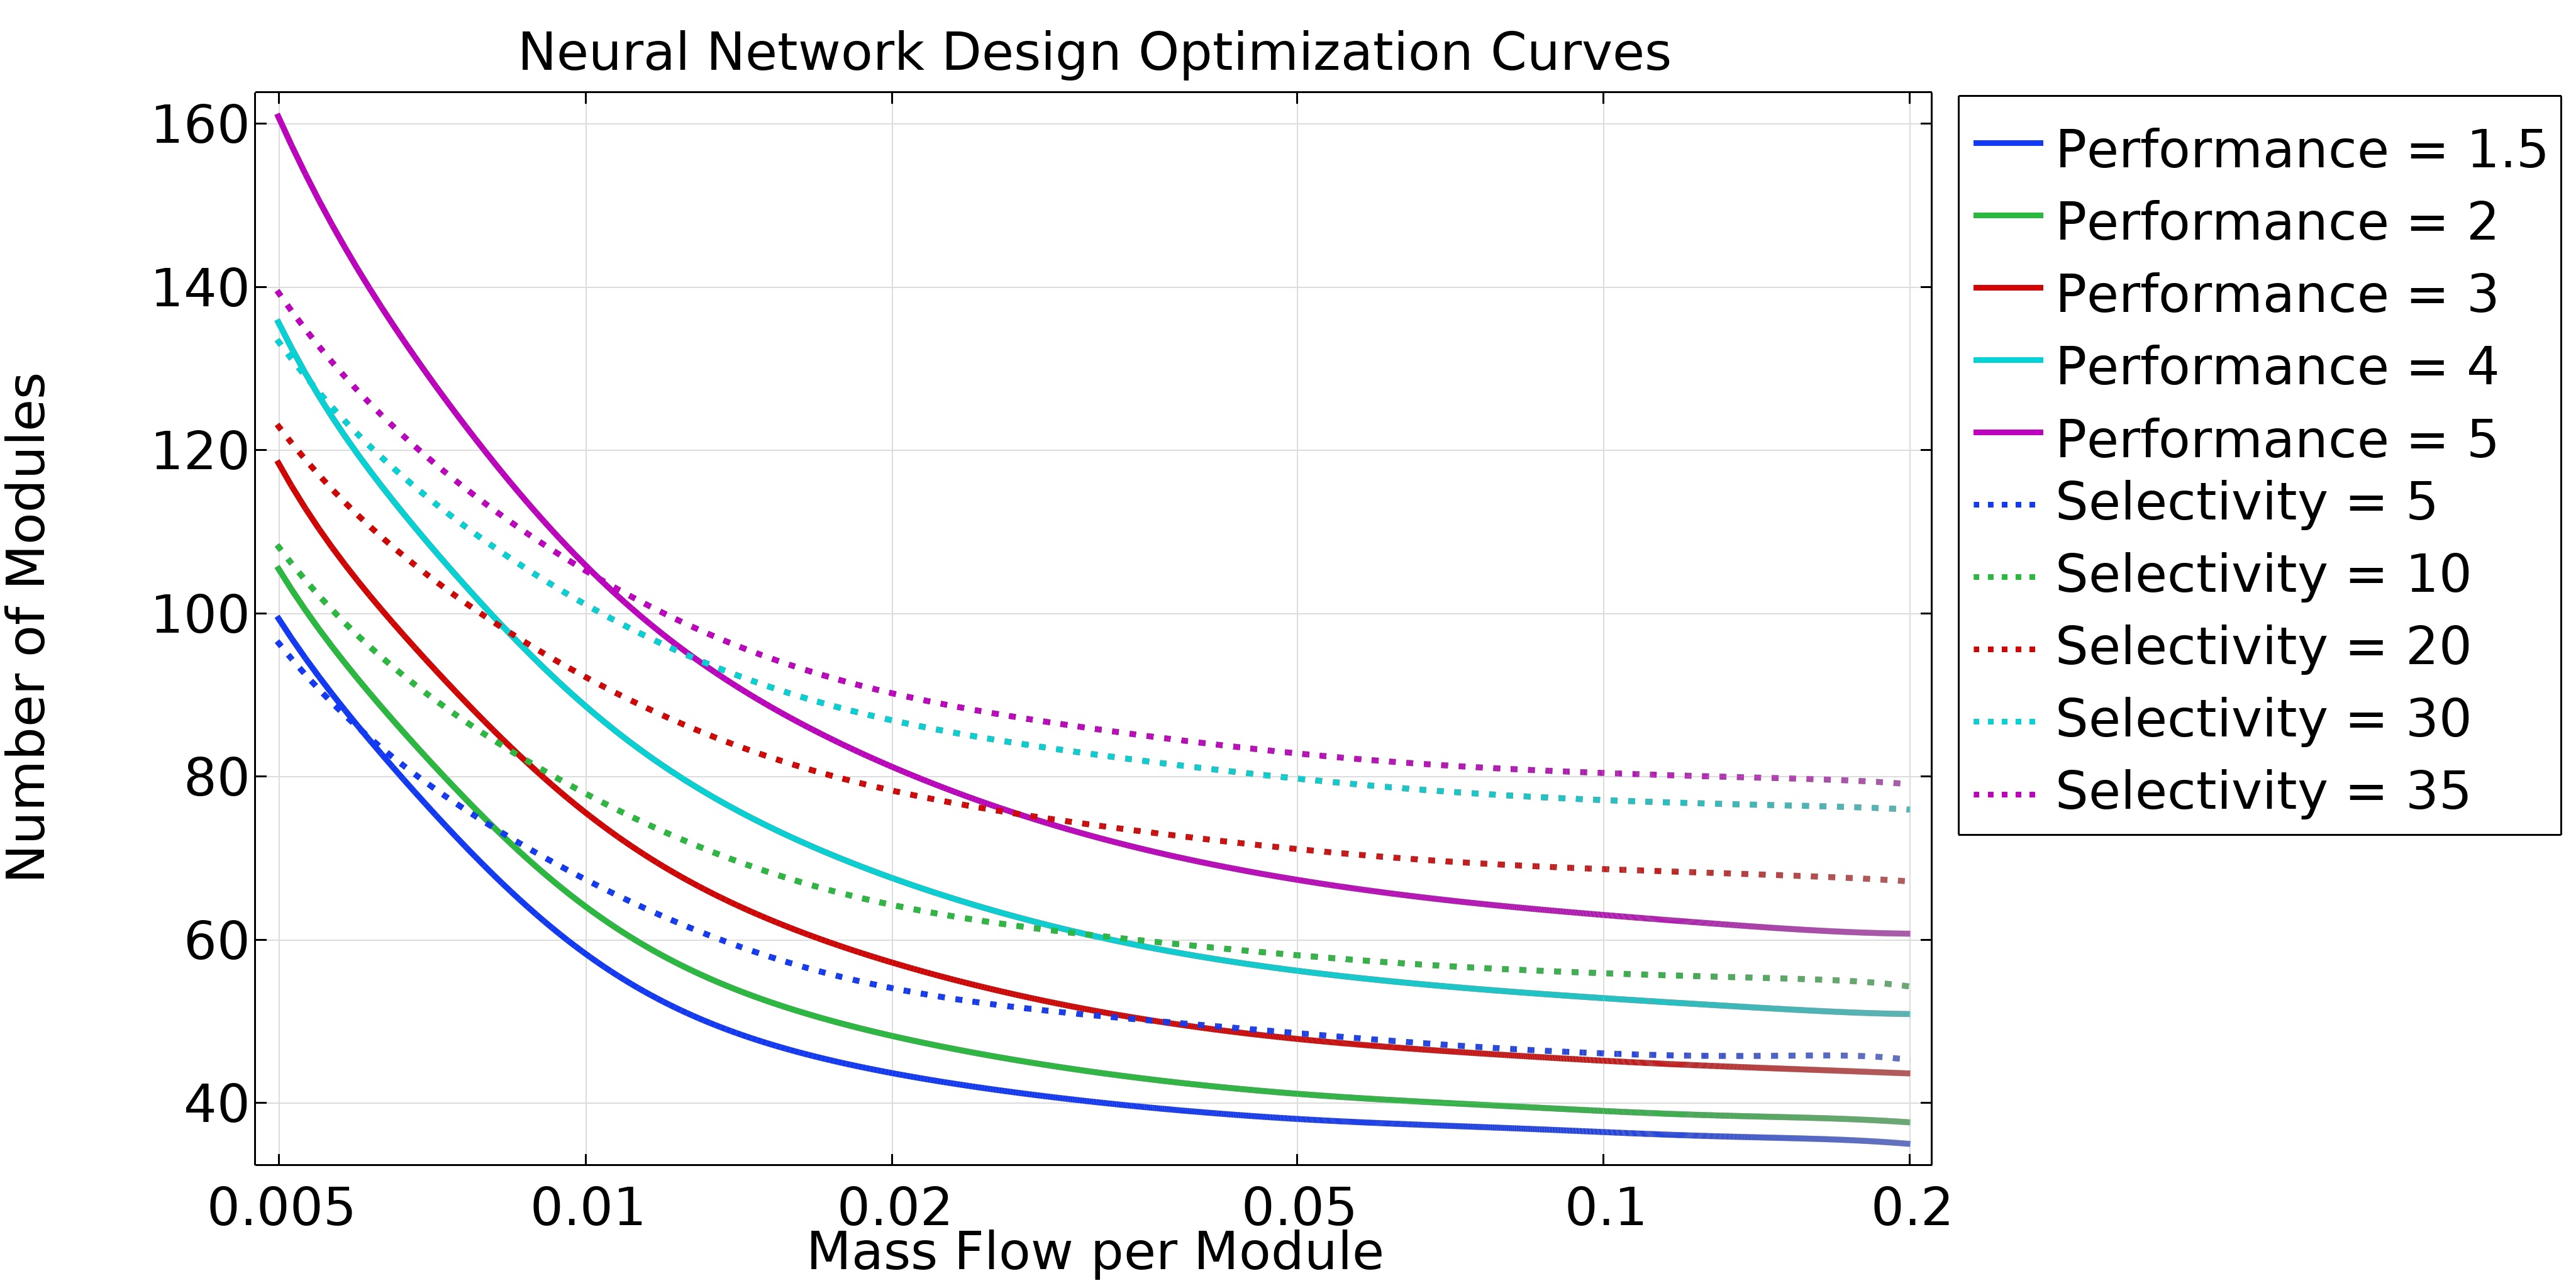 Neural Network Design Optimization Curves
Number of Modules
160
140
120
100
80
60
40
0.005
0.01
0.02
0.05
0.1
0.2
Mass Flow per Module
Performance = 1.5
Performance = 2
Performance = 3
Performance = 4
Performance = 5
Selectivity = 5
Selectivity = 10
Selectivity = 20
Selectivity = 30
Selectivity = 35